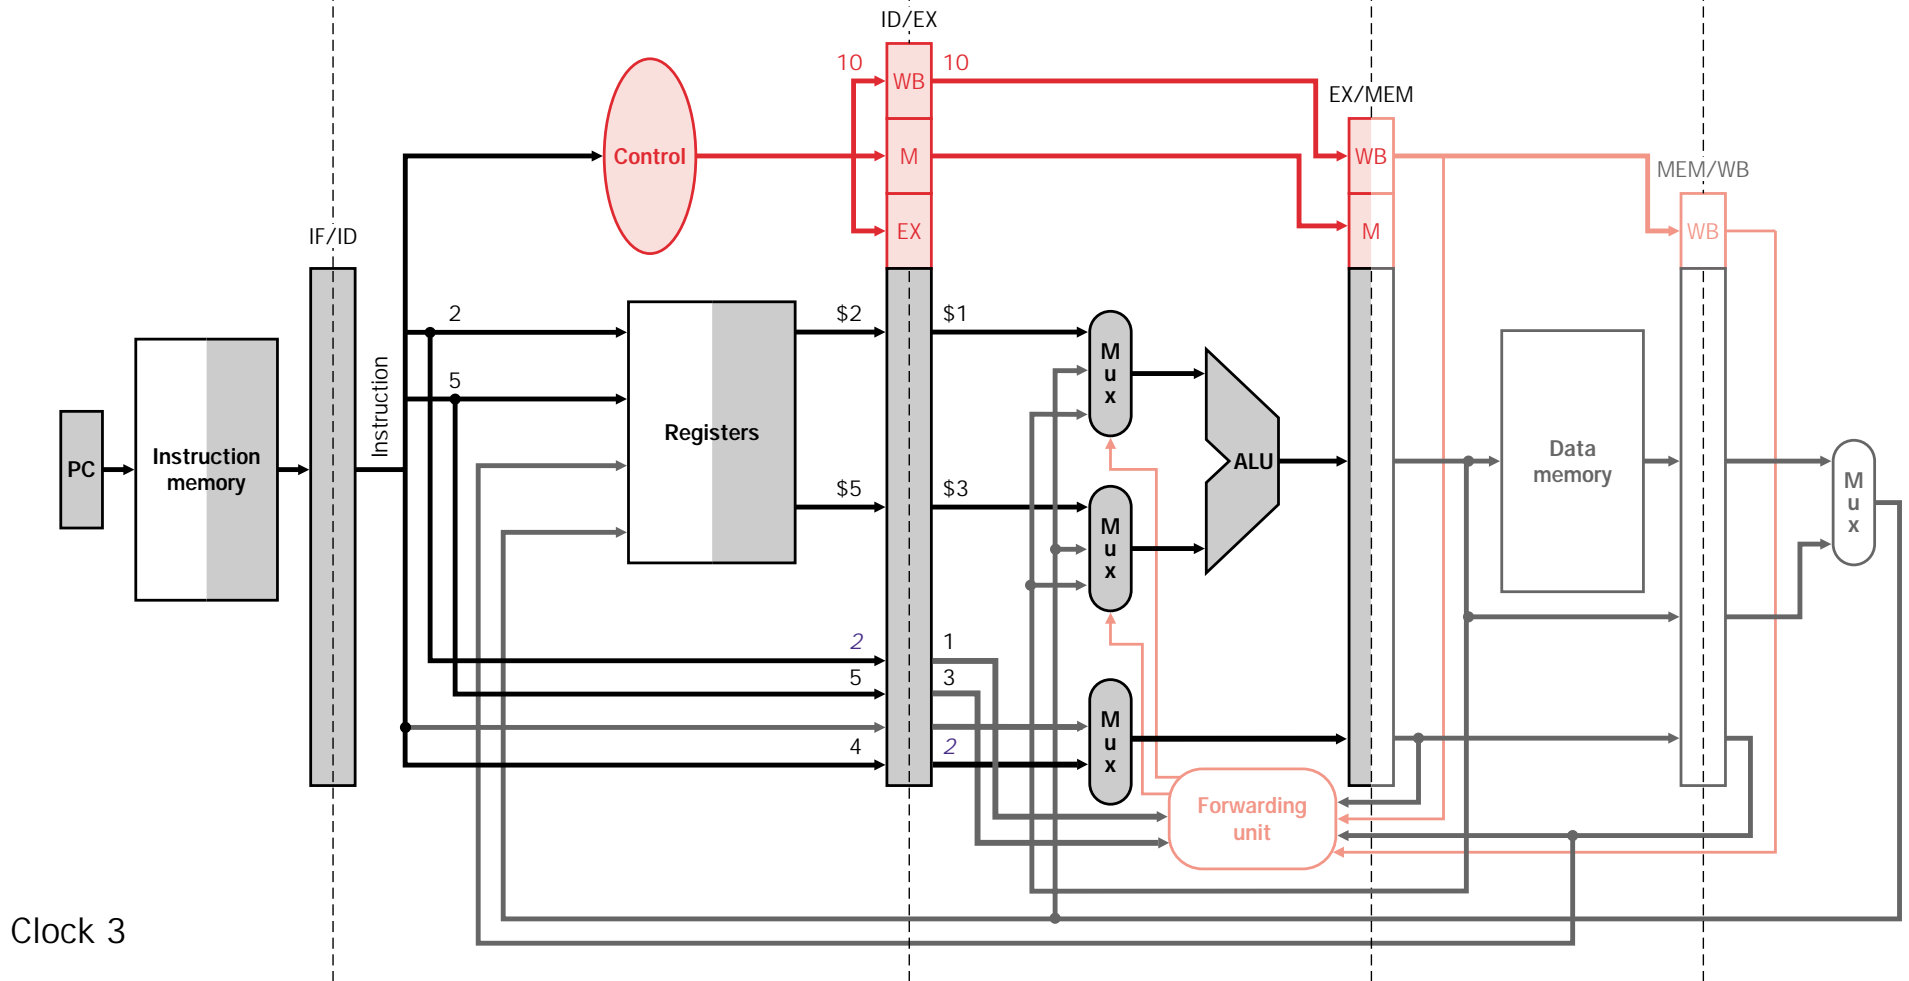 ID/EX
10
WB
10
EX/MEM
Control
M
WB
MEM/WB
IF/ID
EX
M
WB
2
$2
$1
M
u
x
Instruction
5
Registers
PC
Instruction
memory
ALU
Data
memory
M
u
x
$5
$3
M
u
x
2
1
5
3
4
2
M
u
x
Forwarding
unit
Clock 3